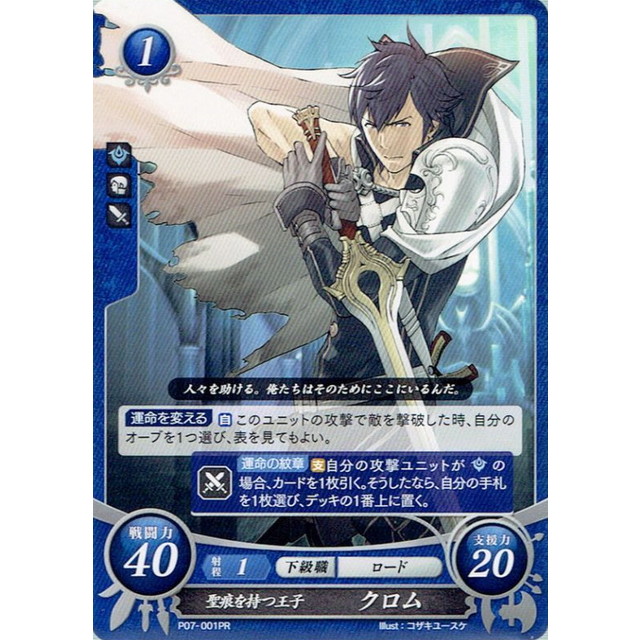 1
人々を助ける。俺たちはそのためにここにいるんだ。
運命を変える 自 このユニットの攻撃で敵を撃破した時、自分の
オーブを1つ選び、表を見てもよい。
運命の紋章 支 自分の攻撃ユニットが の
場合、カードを1枚引く。そうしたなら、自分の手札
を1枚選び、デッキの1番上に置く。
戦闘力
40
射程 1 下級職 ロード
支援力
20
聖痕を持つ王子 クロム
P07-001PR Illust:コザキユースケ